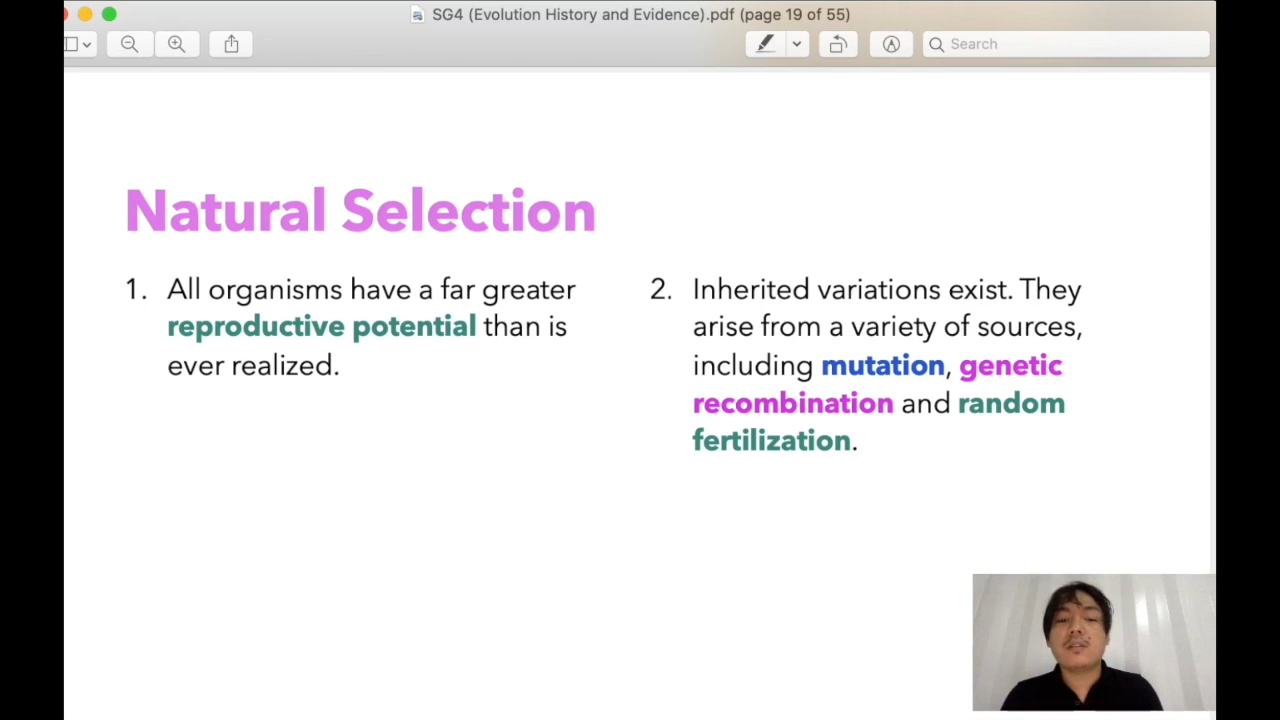 SG4 (Evolution History and Evidence).pdf (page 19 of 55)
Search
Natural Selection
1. All organisms have a far greater
reproductive potential than is
ever realized.
2. Inherited variations exist. They
arise from a variety of sources,
including mutation, genetic
recombination and random
fertilization.